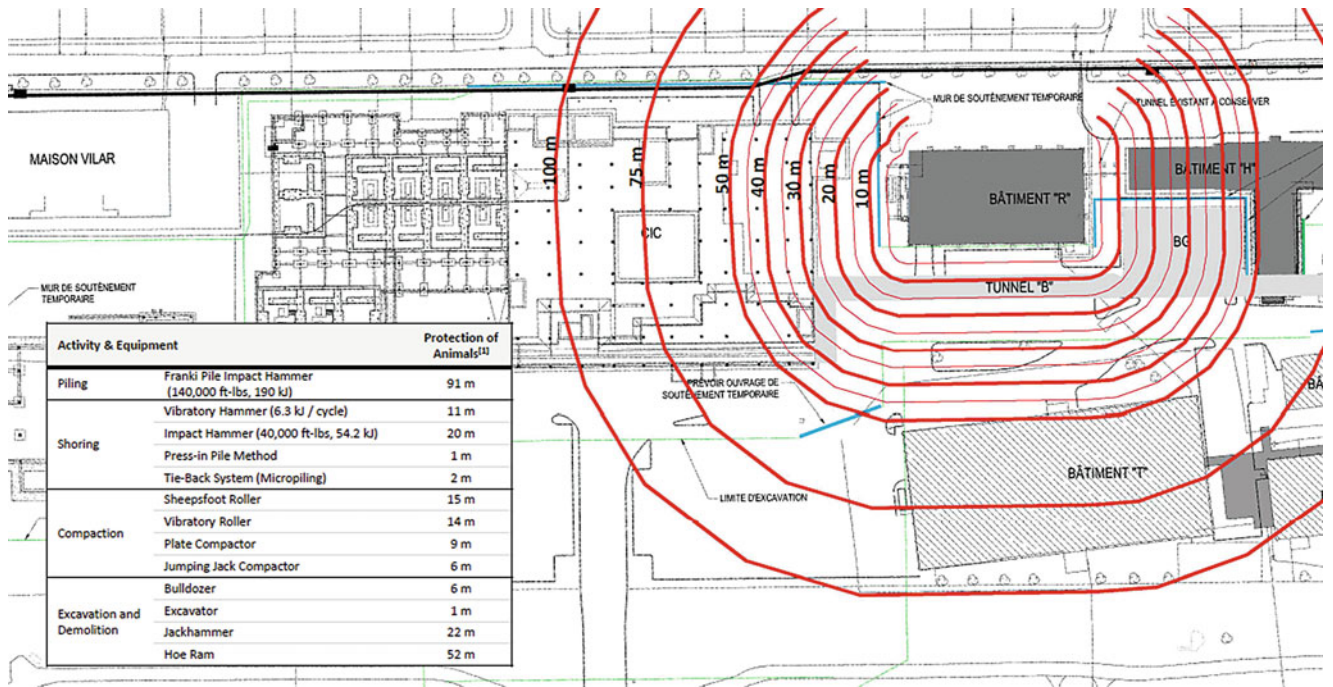 MUR DE SOUTÈNEMENT TEMPORAIRE
TUNNEL EXISTANT À CONSERVER
MAISON VILAR
100 m
75 m
50 m
40 m
30 m
20 m
10 m
BÂTIMENT "R"
BÂTIMENT "H"
CIC
BG
TUNNEL "B"
MUR DE SOUTÈNEMENT
TEMPORAIRE
PRÉVOIR OUVRAGE DE
SOUTÈNEMENT TEMPORAIRE
LIMITE D'EXCAVATION
BÂTIMENT "T"
Activity & Equipment Protection of
Animals[1]
Piling Franki Pile Impact Hammer
(140,000 ft-lbs, 190 kJ) 91 m
Shoring
Vibratory Hammer (6.3 kJ / cycle) 11 m
Impact Hammer (40,000 ft-lbs, 54.2 kJ) 20 m
Press-in Pile Method 1 m
Tie-Back System (Micropiling) 2 m
Compaction
Sheepsfoot Roller 15 m
Vibratory Roller 14 m
Plate Compactor 9 m
Jumping Jack Compactor 6 m
Excavation and
Demolition
Bulldozer 6 m
Excavator 1 m
Jackhammer 22 m
Hoe Ram 52 m